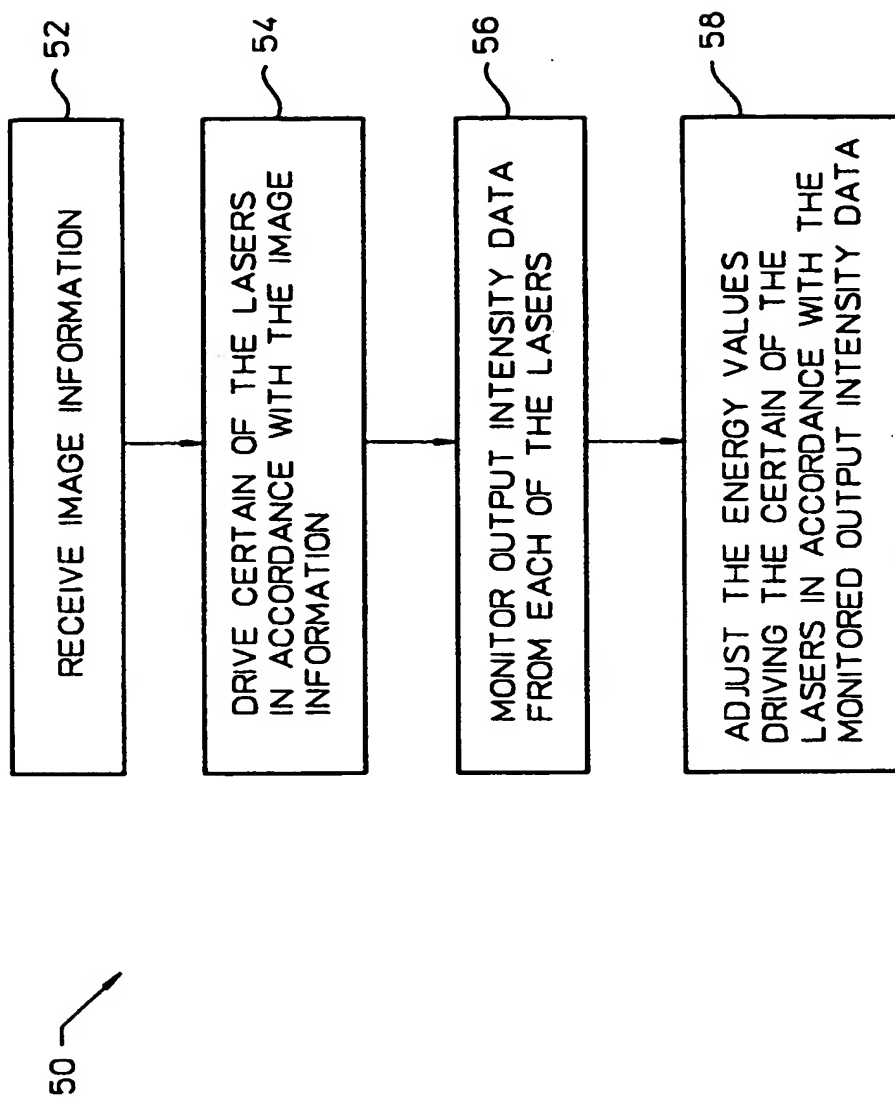 50
RECEIVE IMAGE INFORMATION
52
DRIVE CERTAIN OF THE LASERS
IN ACCORDANCE WITH THE IMAGE
INFORMATION
54
MONITOR OUTPUT INTENSITY DATA
FROM EACH OF THE LASERS
56
ADJUST THE ENERGY VALUES
DRIVING THE CERTAIN OF THE
LASERS IN ACCORDANCE WITH THE
MONITORED OUTPUT INTENSITY DATA
58